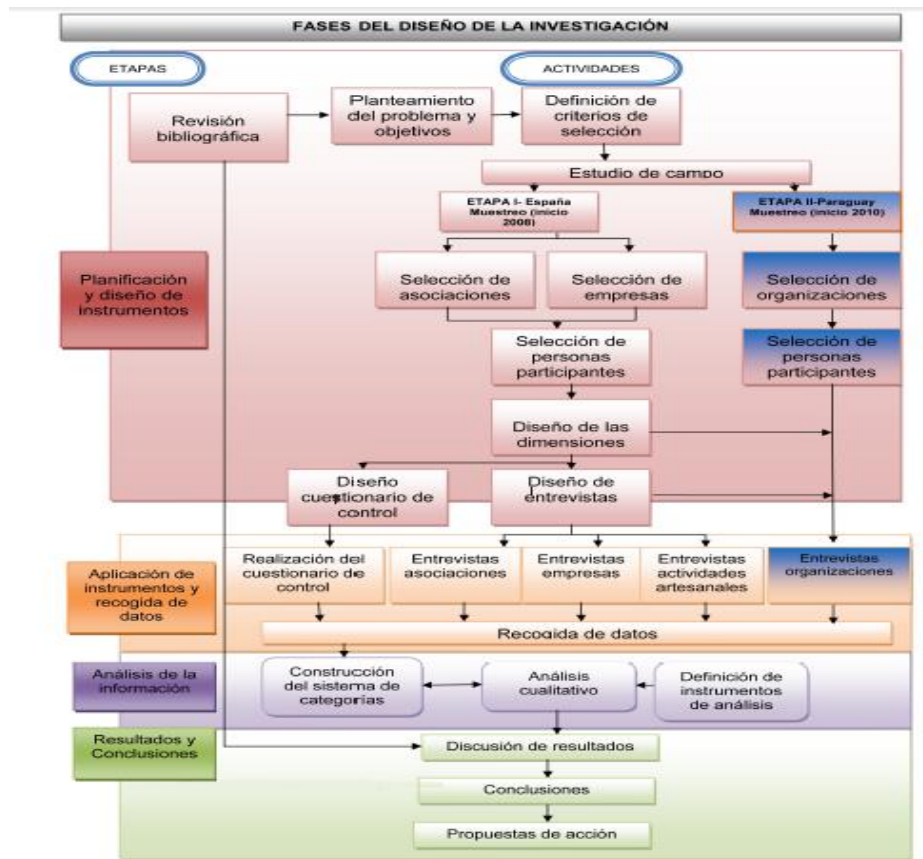 FASES DEL DISEÑO DE LA INVESTIGACIÓN
ETAPAS
ACTIVIDADES
Revisión
bibliográfica
Planteamiento
del problema y
objetivos
Definición de
criterios de
selección
Estudio de campo
ETAPA I- España
Muestreo (inicio
2008)
ETAPA II-Paraguay
Muestreo (inicio 2010)
Planificación
y diseño de
instrumentos
Selección de
asociaciones
Selección de
empresas
Selección de
organizaciones
Selección de
personas
participantes
Selección de
personas
participantes
Diseño de las
dimensiones
Diseño
cuestionario de
control
Diseño de
entrevistas
Aplicación de
instrumentos y
recogida de
datos
Realización del
cuestionario de
control
Entrevistas
asociaciones
Entrevistas
empresas
Entrevistas
actividades
artesanales
Entrevistas
organizaciones
Recogida de datos
Análisis de la
información
Construcción
del sistema de
categorías
Análisis
cualitativo
Definición de
instrumentos
de análisis
Resultados y
Conclusiones
Discusión de resultados
Conclusiones
Propuestas de acción